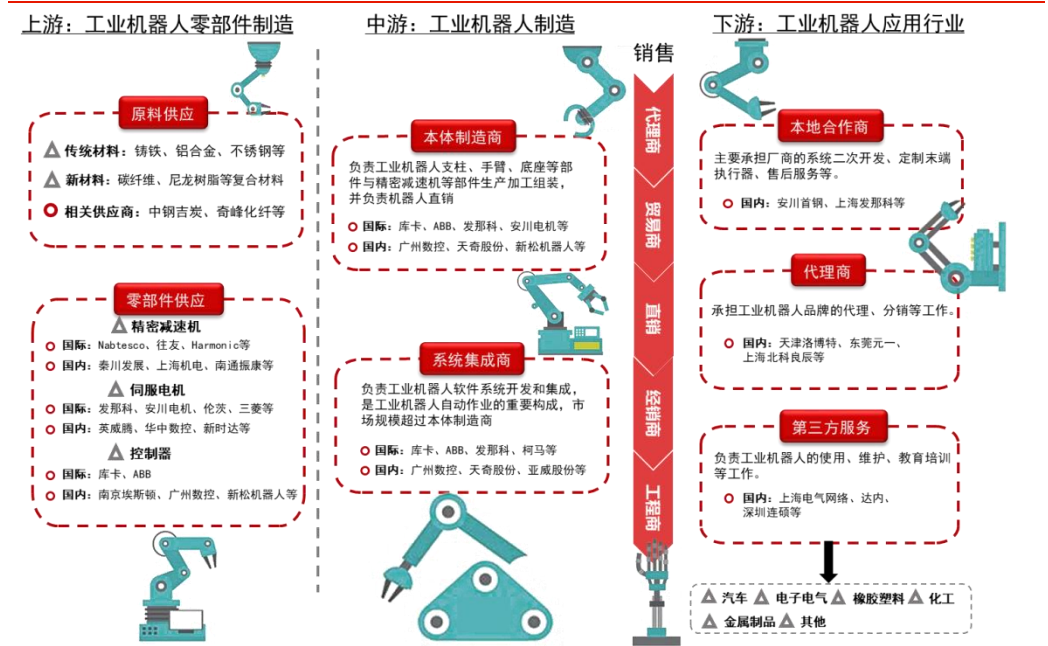 上游：工业机器人零部件制造
原料供应
传统材料：铸铁、铝合金、不锈钢等
新材料：碳纤维、尼龙树脂等复合材料
相关供应商：中钢吉炭、奇峰化纤等
零部件供应
精密减速机
国际：Nabtesco、往友、Harmonic等
国内：秦川发展、上海机电、南通振康等
伺服电机
国际：发那科、安川电机、伦茨、三菱等
国内：英威腾、华中数控、新时达等
控制器
国际：库卡、ABB
国内：南京埃斯顿、广州数控、新松机器人等
中游：工业机器人制造
本体制造商
负责工业机器人支柱、手臂、底座等部
件与精密减速机等部件生产加工组装，
并负责机器人直销
国际：库卡、ABB、发那科、安川电机等
国内：广州数控、天奇股份、新松机器人等
系统集成商
负责工业机器人软件系统开发和集成，
是工业机器人自动作业的重要构成，市
场规模超过本体制造商
国际：库卡、ABB、发那科、柯马等
国内：广州数控、天奇股份、亚威股份等
销售
代理商
贸易商
直销
经销商
工程商
下游：工业机器人应用行业
本地合作商
主要承担厂商的系统二次开发、定制末端
执行器、售后服务等。
国内：安川首钢、上海发那科等
代理商
承担工业机器人品牌的代理、分销等工作。
国内：天津洛博特、东莞元一、
上海北科良辰等
第三方服务
负责工业机器人的使用、维护、教育培训
等工作。
国内：上海电气网络、达内、
深圳连硕等
汽车 电子电气 橡胶塑料 化工
金属制品 其他